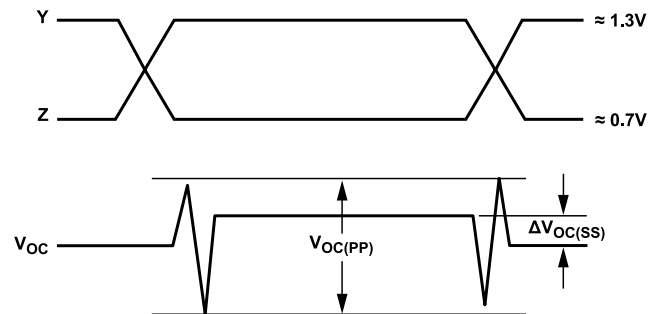 Y
≈ 1.3V
Z
≈ 0.7V
VOC
VOC(PP)
ΔVOC(SS)